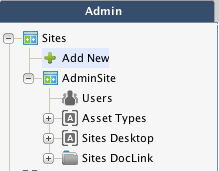 Admin
Sites
Add New
AdminSite
Users
Asset Types
Sites Desktop
Sites DocLink